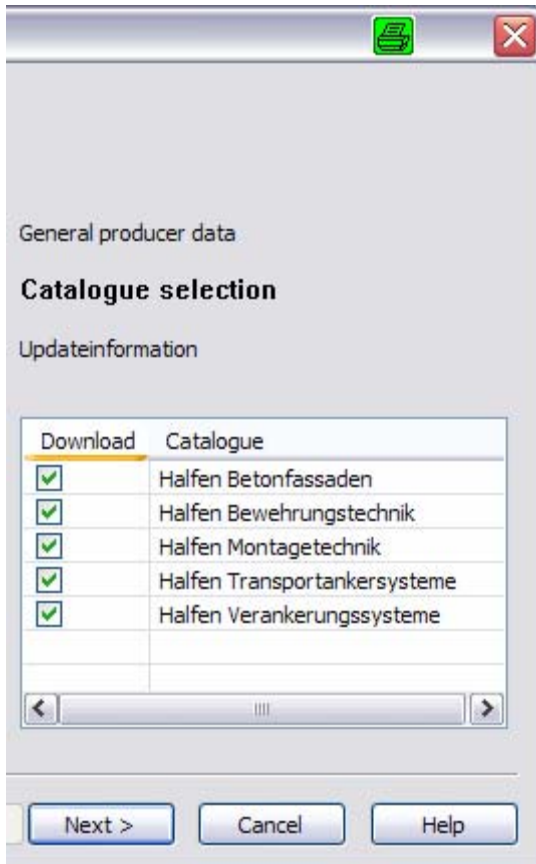 General producer data
Catalogue selection
Updateinformation
Download Catalogue
Halfen Betonfassaden
Halfen Bewehrungstechnik
Halfen Montagetechnik
Halfen Transportankersysteme
Halfen Verankerungssysteme
Next > Cancel Help